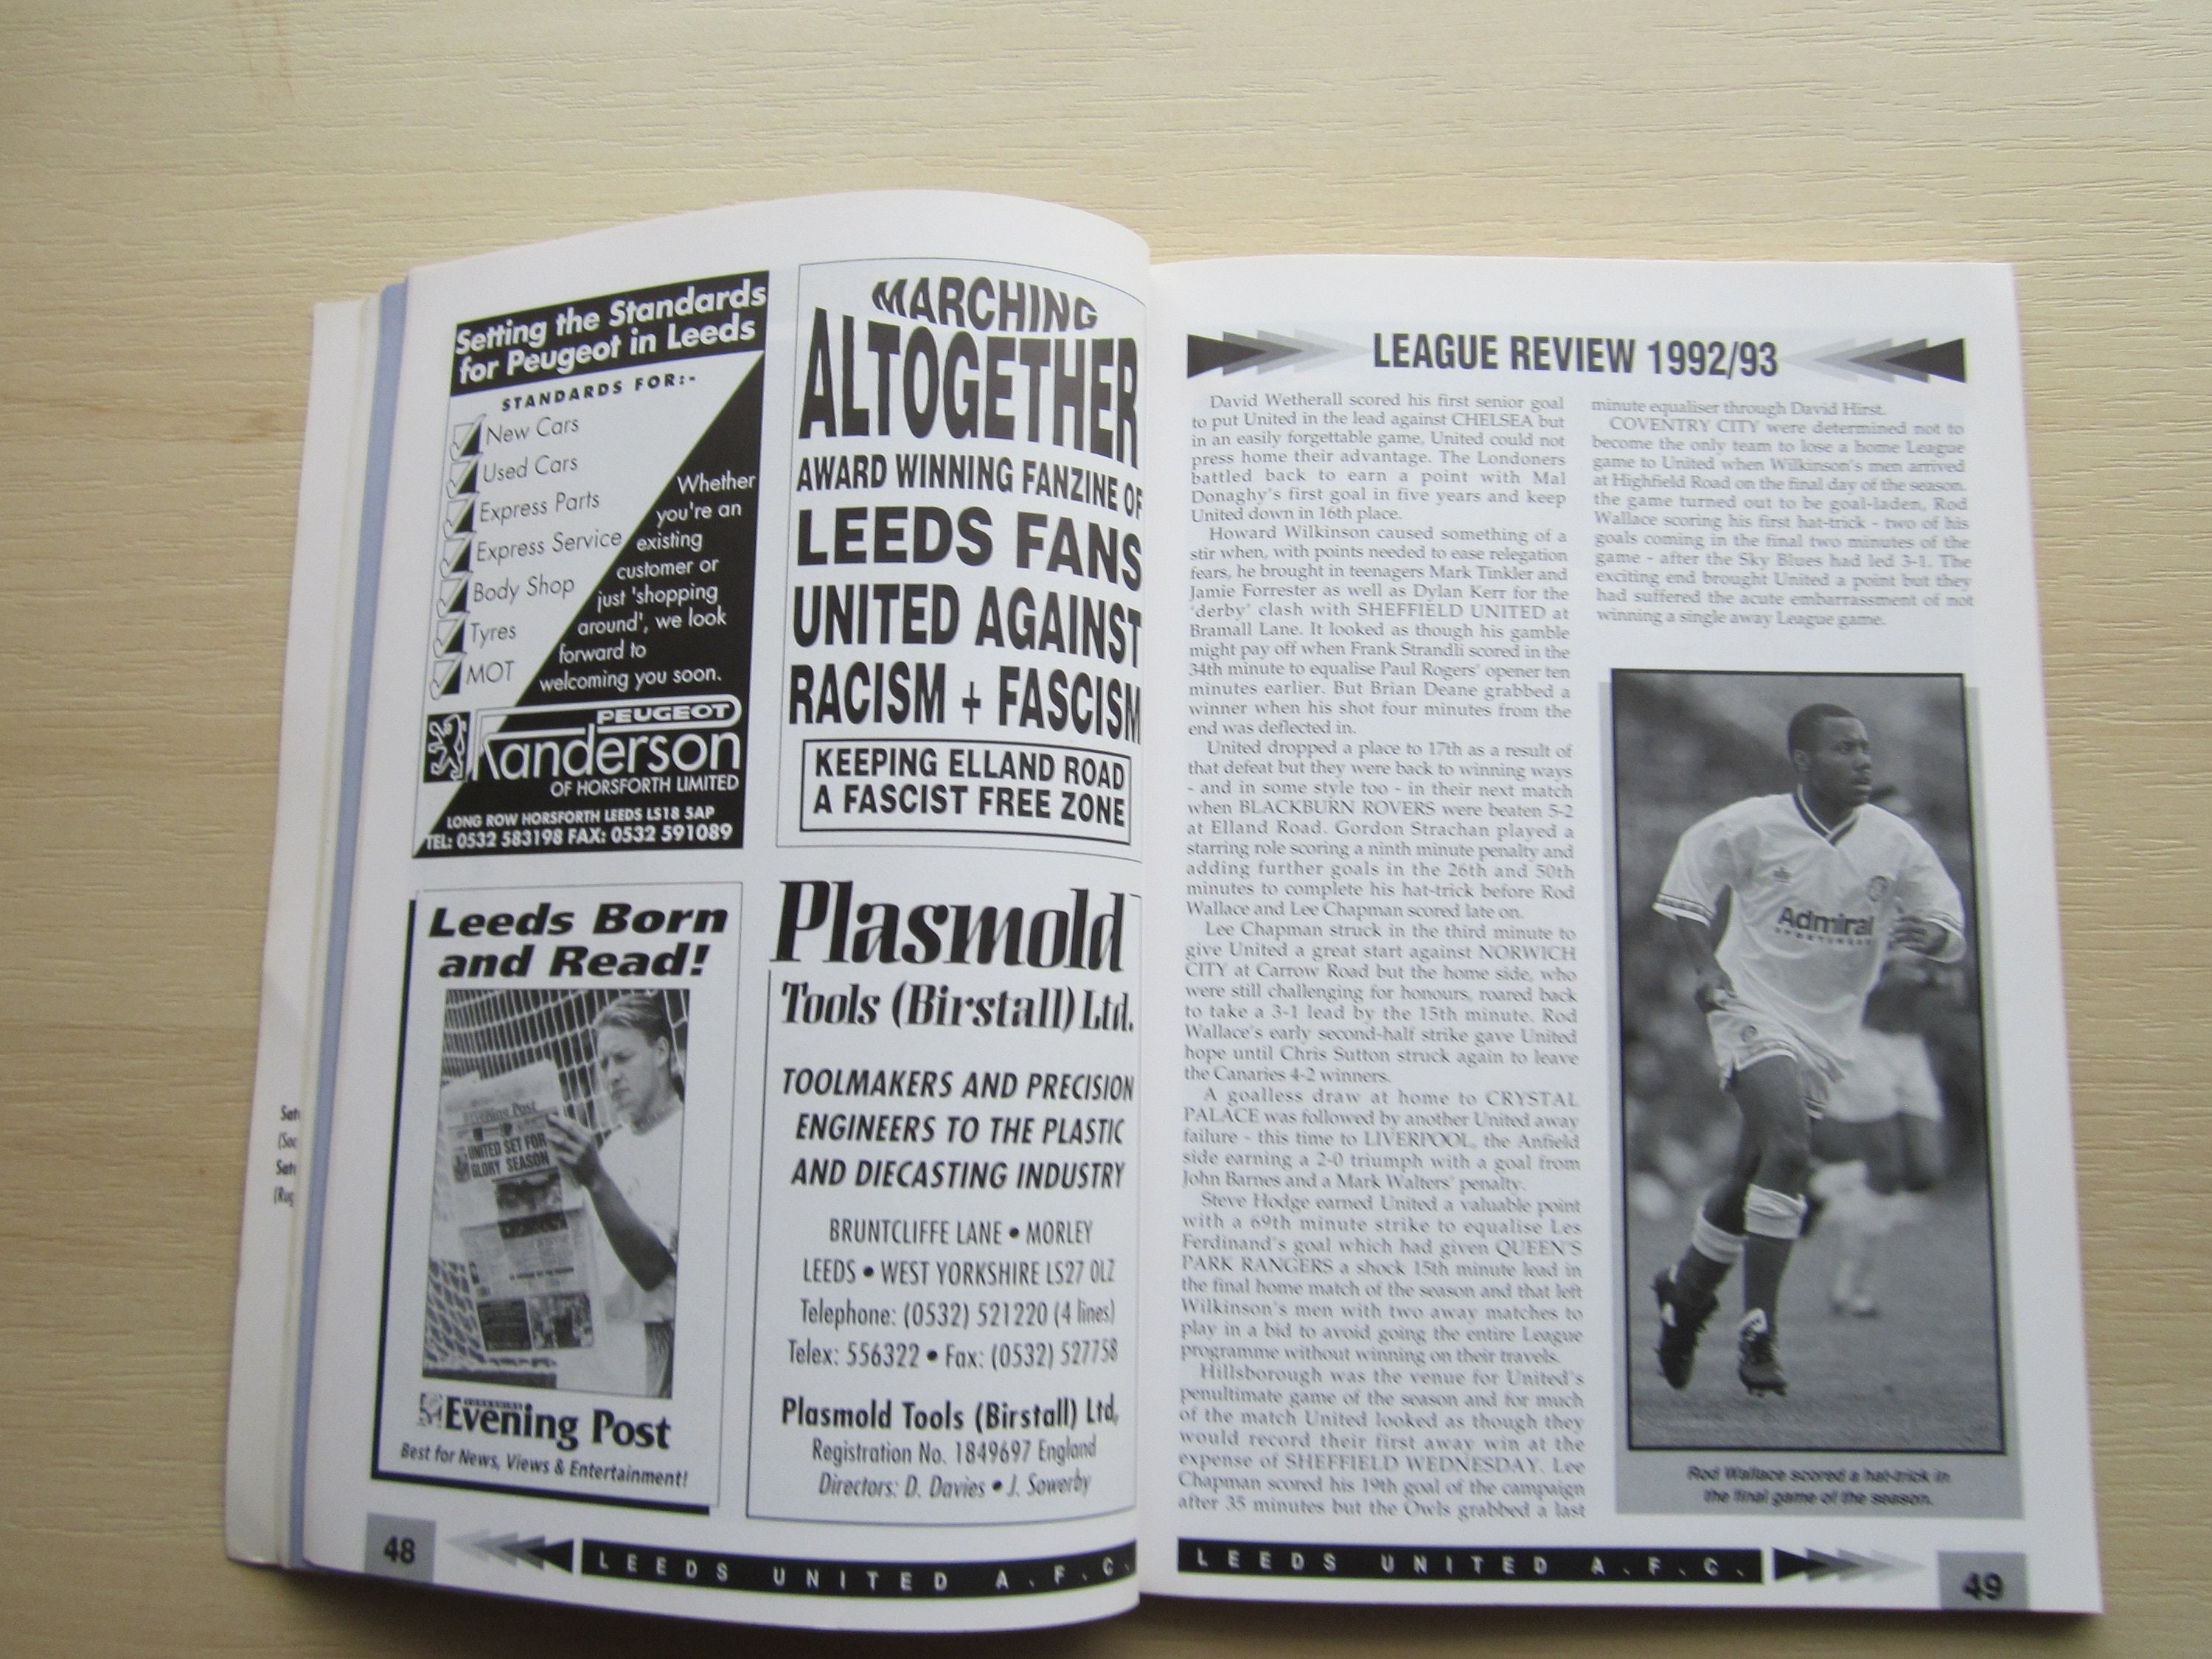 Sat
(Soc
Sat
(Rug
Setting the Standards
for Peugeot in Leeds
STANDARDS FOR:-
New Cars
Used Cars
Express Parts
Express Service
Body Shop
Tyres
MOT
Whether
you're an
existing
customer or
just 'shopping
around', we look
forward to
welcoming you soon.
PEUGEOT
Randerson
OF HORSFORTH LIMITED
LONG ROW HORSFORTH LEEDS LS18 5AP
TEL: 0532 583198 FAX: 0532 591089
MARCHING
ALTOGETHER
AWARD WINNING FANZINE OF
LEEDS FANS
UNITED AGAINST
RACISM + FASCISM
KEEPING ELLAND ROAD
A FASCIST FREE ZONE
Leeds Born
and Read!
Evening Post
UNITED SET FOR
GLORY SEASON
YORKSHIRE
Evening Post
Best for News, Views & Entertainment!
Plasmold
Tools (Birstall) Ltd.
TOOLMAKERS AND PRECISION
ENGINEERS TO THE PLASTIC
AND DIECASTING INDUSTRY
BRUNTCLIFFE LANE • MORLEY
LEEDS • WEST YORKSHIRE LS27 0LZ
Telephone: (0532) 521220 (4 lines)
Telex: 556322 • Fax: (0532) 527758
Plasmold Tools (Birstall) Ltd,
Registration No. 1849697 England
Directors: D. Davies • J. Sowerby
48
LEEDS UNITED A.F.C.
LEAGUE REVIEW 1992/93
David Wetherall scored his first senior goal
to put United in the lead against CHELSEA but
in an easily forgettable game, United could not
press home their advantage. The Londoners
battled back to earn a point with Mal
Donaghy's first goal in five years and keep
United down in 16th place.
Howard Wilkinson caused something of a
stir when, with points needed to ease relegation
fears, he brought in teenagers Mark Tinkler and
Jamie Forrester as well as Dylan Kerr for the
'derby' clash with SHEFFIELD UNITED at
Bramall Lane. It looked as though his gamble
might pay off when Frank Strandli scored in the
34th minute to equalise Paul Rogers' opener ten
minutes earlier. But Brian Deane grabbed a
winner when his shot four minutes from the
end was deflected in.
United dropped a place to 17th as a result of
that defeat but they were back to winning ways
- and in some style too - in their next match
when BLACKBURN ROVERS were beaten 5-2
at Elland Road. Gordon Strachan played a
starring role scoring a ninth minute penalty and
adding further goals in the 26th and 50th
minutes to complete his hat-trick before Rod
Wallace and Lee Chapman scored late on.
Lee Chapman struck in the third minute to
give United a great start against NORWICH
CITY at Carrow Road but the home side, who
were still challenging for honours, roared back
to take a 3-1 lead by the 15th minute. Rod
Wallace's early second-half strike gave United
hope until Chris Sutton struck again to leave
the Canaries 4-2 winners.
A goalless draw at home to CRYSTAL
PALACE was followed by another United away
failure - this time to LIVERPOOL, the Anfield
side earning a 2-0 triumph with a goal from
John Barnes and a Mark Walters' penalty.
Steve Hodge earned United a valuable point
with a 69th minute strike to equalise Les
Ferdinand's goal which had given QUEEN'S
PARK RANGERS a shock 15th minute lead in
the final home match of the season and that left
Wilkinson's men with two away matches to
play in a bid to avoid going the entire League
programme without winning on their travels.
Hillsborough was the venue for United's
penultimate game of the season and for much
of the match United looked as though they
would record their first away win at the
expense of SHEFFIELD WEDNESDAY. Lee
Chapman scored his 19th goal of the campaign
after 35 minutes but the Owls grabbed a last
minute equaliser through David Hirst.
COVENTRY CITY were determined not to
become the only team to lose a home League
game to United when Wilkinson's men arrived
at Highfield Road on the final day of the season.
the game turned out to be goal-laden, Rod
Wallace scoring his first hat-trick - two of his
goals coming in the final two minutes of the
game - after the Sky Blues had led 3-1. The
exciting end brought United a point but they
had suffered the acute embarrassment of not
winning a single away League game.
Admiral
SPORTSWEAR
Rod Wallace scored a hat-trick in
the final game of the season.
LEEDS UNITED A.F.C.
49